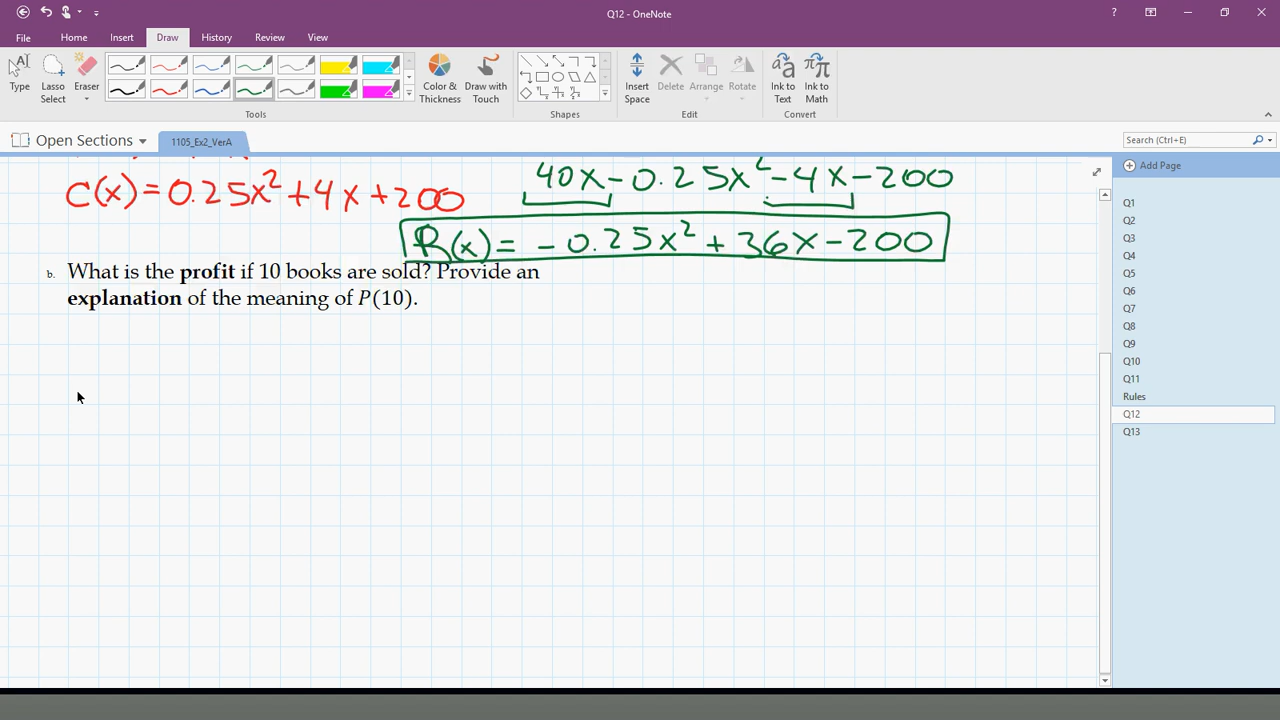 Q12 - OneNote
File Home Insert Draw History Review View
Type Lasso Select Eraser
Color & Thickness Draw with Touch
Insert Space Delete Arrange Rotate
Ink to Text Ink to Math
Tools Shapes Edit Convert
Open Sections 1105_Ex2_VerA
Search (Ctrl+E)
Add Page
C(x) = 0.25x² + 4x + 200
40x - 0.25x² - 4x - 200
R(x) = - 0.25x² + 36x - 200
b. What is the profit if 10 books are sold? Provide an
explanation of the meaning of P(10).
Q1
Q2
Q3
Q4
Q5
Q6
Q7
Q8
Q9
Q10
Q11
Rules
Q12
Q13